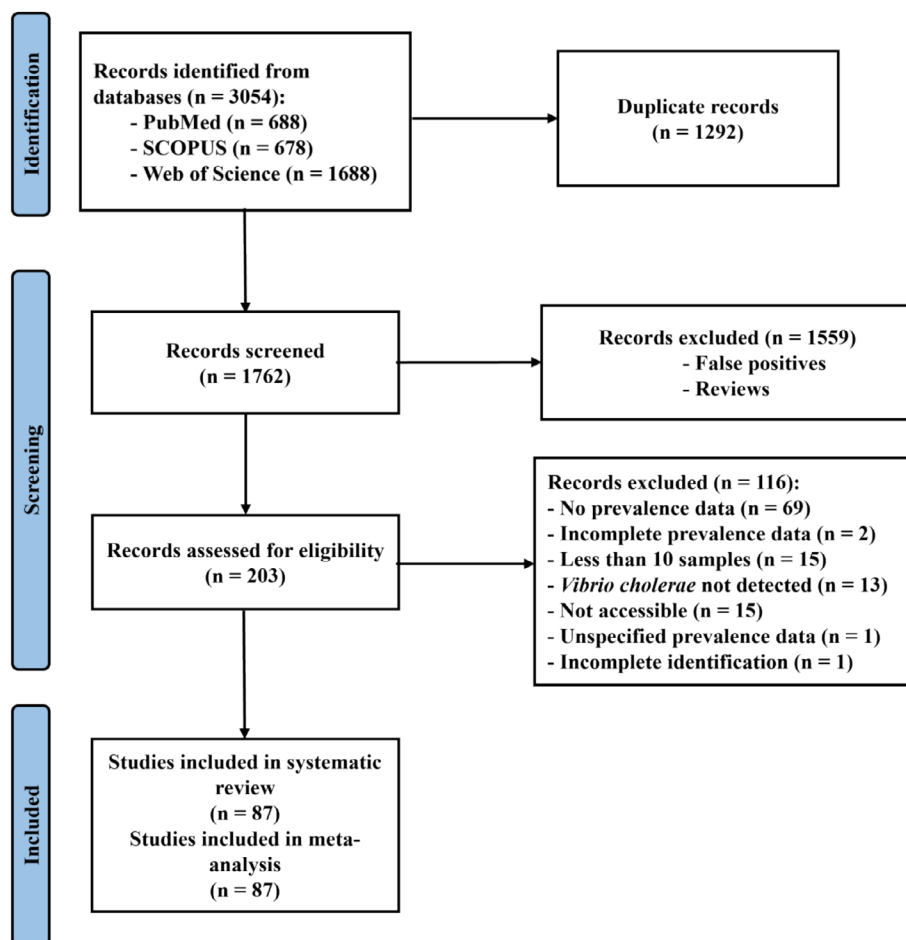 Identification
Records identified from
databases (n = 3054):
- PubMed (n = 688)
- SCOPUS (n = 678)
- Web of Science (n = 1688)
Duplicate records
(n = 1292)
Screening
Records screened
(n = 1762)
Records excluded (n = 1559)
- False positives
- Reviews
Records assessed for eligibility
(n = 203)
Records excluded (n = 116):
- No prevalence data (n = 69)
- Incomplete prevalence data (n = 2)
- Less than 10 samples (n = 15)
- Vibrio cholerae not detected (n = 13)
- Not accessible (n = 15)
- Unspecified prevalence data (n = 1)
- Incomplete identification (n = 1)
Included
Studies included in systematic
review
(n = 87)
Studies included in meta-
analysis
(n = 87)